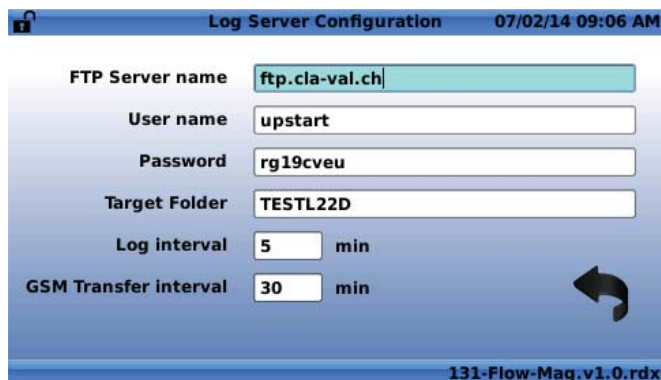 Log Server Configuration 07/02/14 09:06 AM
FTP Server name ftp.cla-val.ch
User name upstart
Password rg19cveu
Target Folder TESTL22D
Log interval 5 min
GSM Transfer interval 30 min
131-Flow-Mag.v1.0.rdx